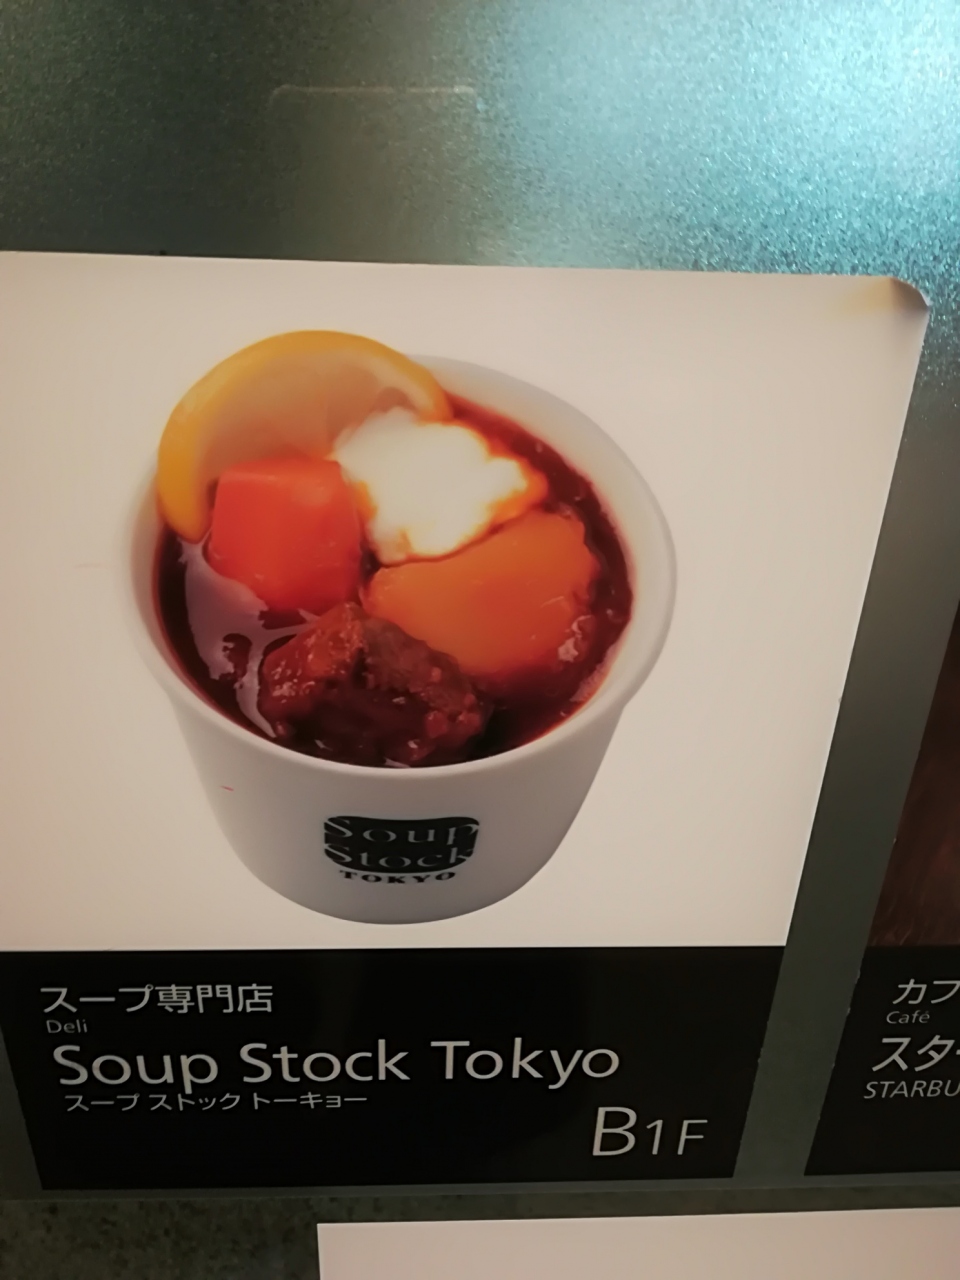 Soup
Stock
TOKYO
スープ専門店
Deli
Soup Stock Tokyo
スープ ストック トーキョー
B1F
カフ
Café
スター
STARBU